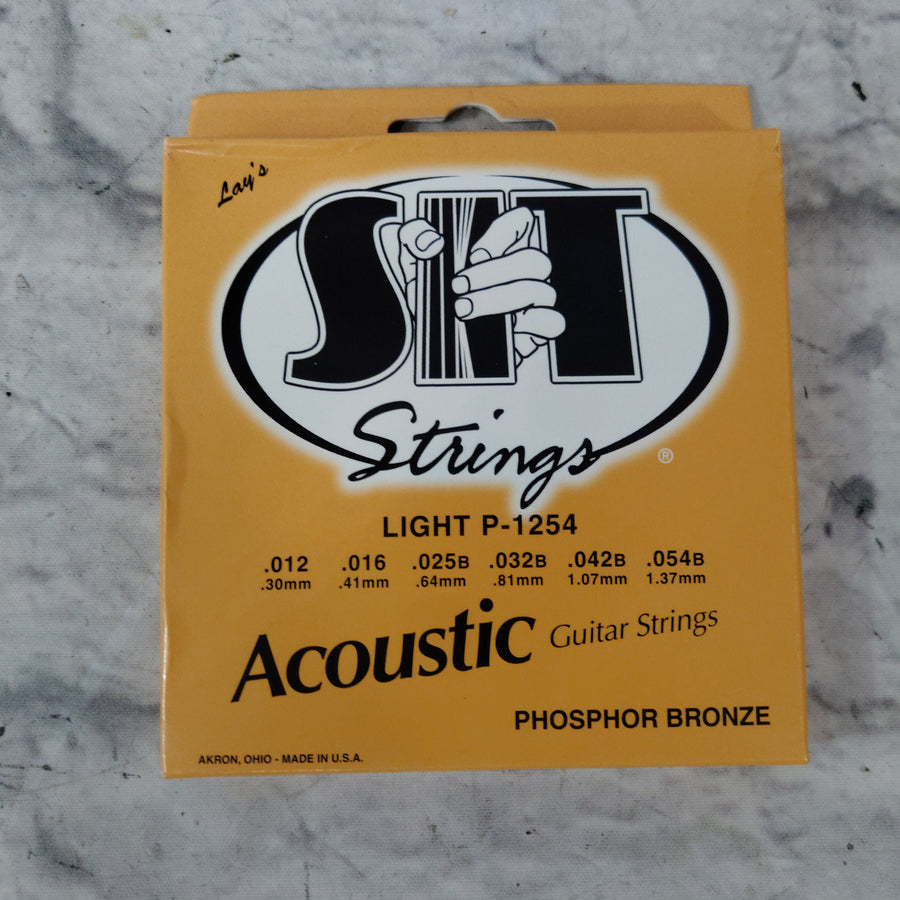 Lay's
SIT
Strings
®
LIGHT P-1254
.012 .016 .025B .032B .042B .054B
.30mm .41mm .64mm .81mm 1.07mm 1.37mm
Acoustic Guitar Strings
PHOSPHOR BRONZE
AKRON, OHIO - MADE IN U.S.A.